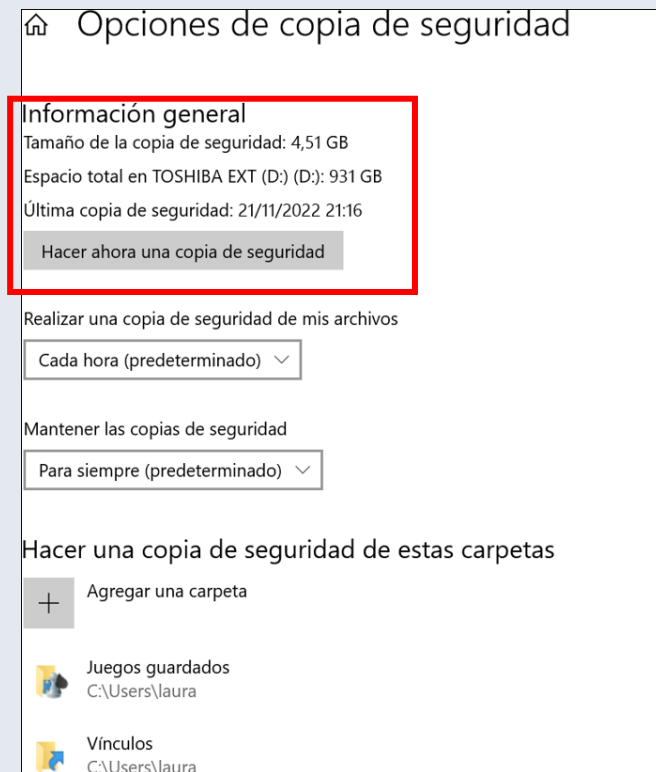 Opciones de copia de seguridad
Información general
Tamaño de la copia de seguridad: 4,51 GB
Espacio total en TOSHIBA EXT (D:) (D:): 931 GB
Última copia de seguridad: 21/11/2022 21:16
Hacer ahora una copia de seguridad
Realizar una copia de seguridad de mis archivos
Cada hora (predeterminado)
Mantener las copias de seguridad
Para siempre (predeterminado)
Hacer una copia de seguridad de estas carpetas
Agregar una carpeta
Juegos guardados
C:\Users\laura
Vínculos
C:\Users\laura